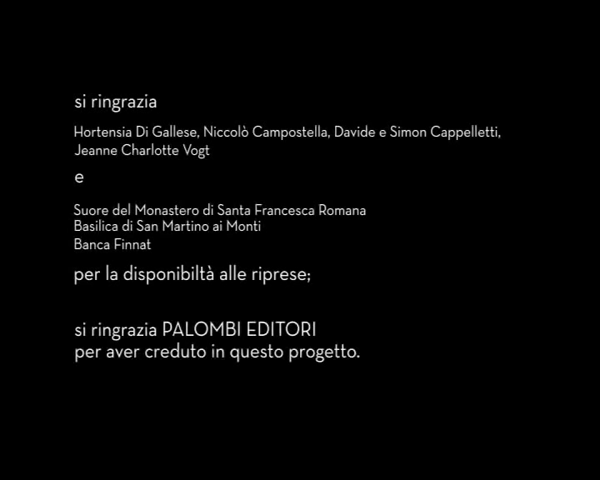 si ringrazia
Hortensia Di Gallese, Niccolò Campostella, Davide e Simon Cappelletti,
Jeanne Charlotte Vogt
e
Suore del Monastero di Santa Francesca Romana
Basilica di San Martino ai Monti
Banca Finnat
per la disponibiltà alle riprese;
si ringrazia PALOMBI EDITORI
per aver creduto in questo progetto.